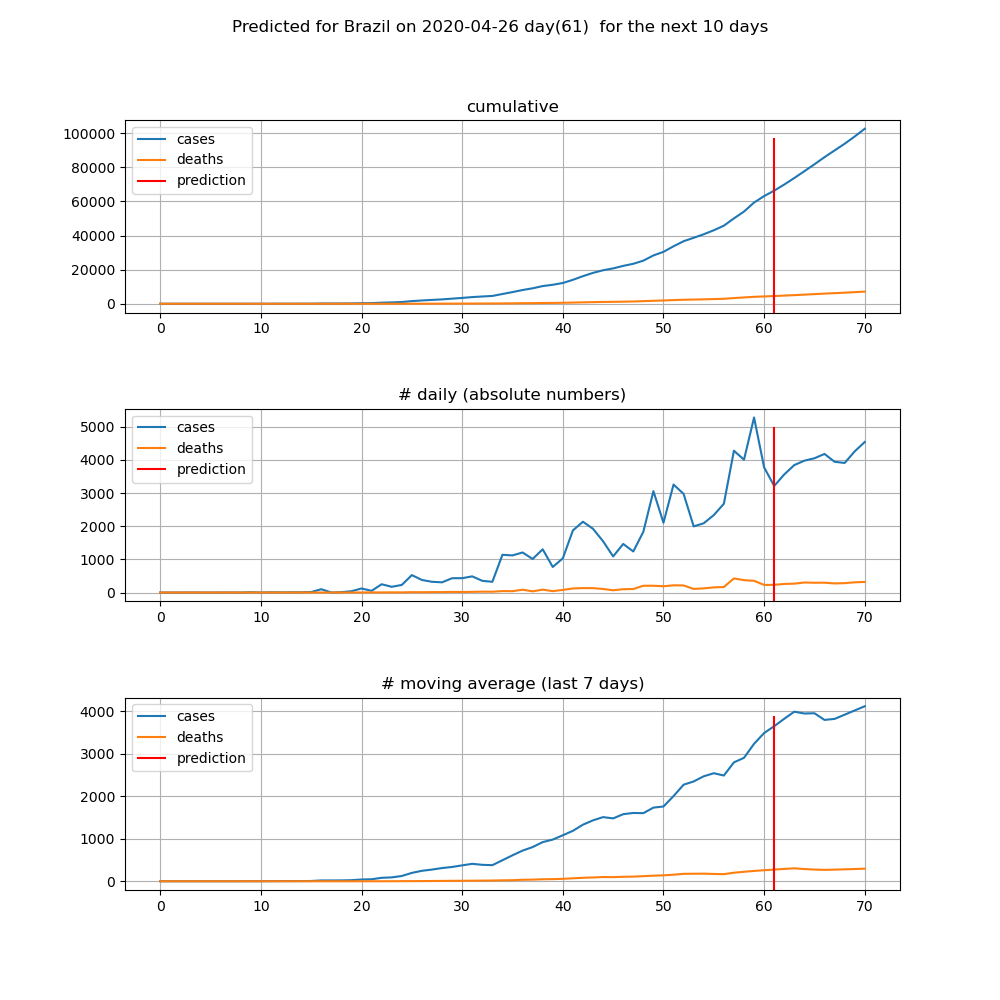 Predicted for Brazil on 2020-04-26 day(61)  for the next 10 days
cumulative
100000
80000
60000
40000
20000
0
cases
deaths
prediction
0 10 20 30 40 50 60 70
# daily (absolute numbers)
5000
4000
3000
2000
1000
0
cases
deaths
prediction
0 10 20 30 40 50 60 70
# moving average (last 7 days)
4000
3000
2000
1000
0
cases
deaths
prediction
0 10 20 30 40 50 60 70